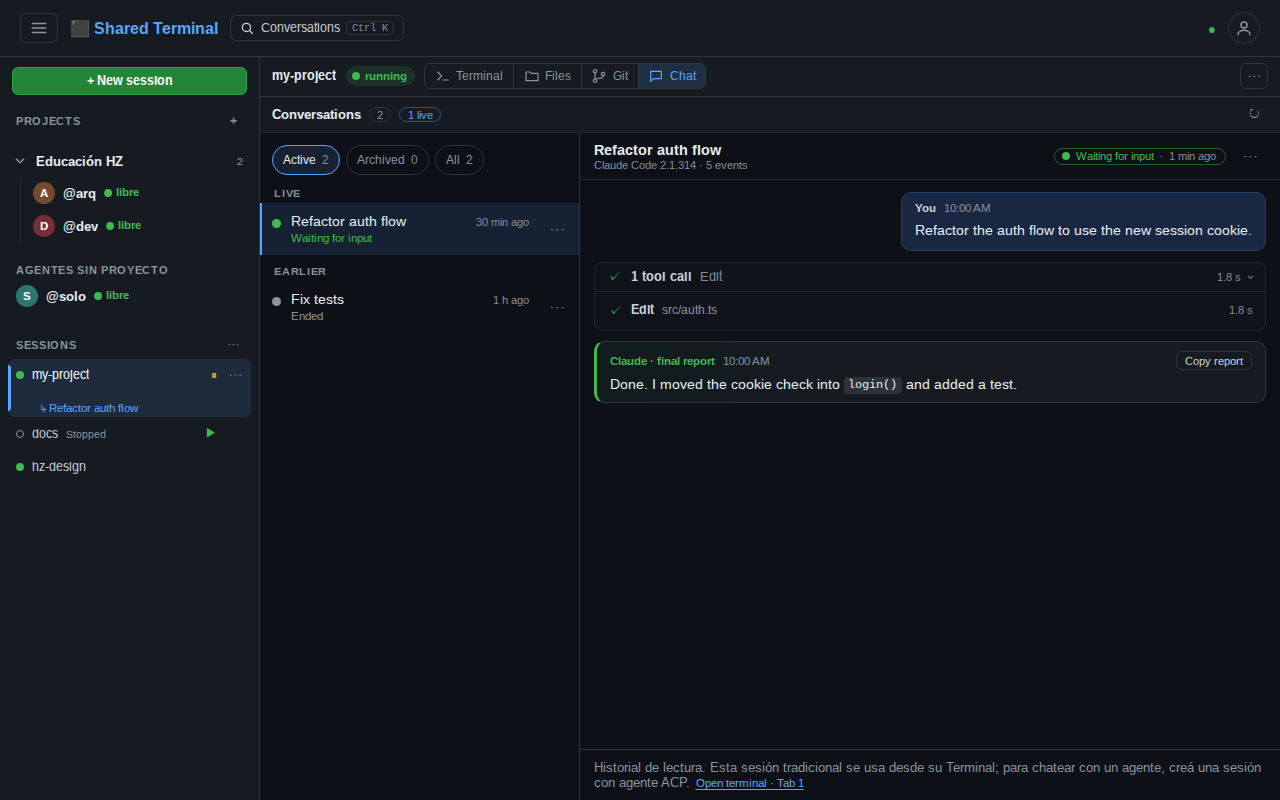 Shared Terminal
Conversations Ctrl K
+ New session
PROJECTS +
Educación HZ 2
A @arq libre
D @dev libre
AGENTES SIN PROYECTO
S @solo libre
SESSIONS ···
my-project ···
↳ Refactor auth flow
docs Stopped
hz-design
my-project running Terminal Files Git Chat ···
Conversations 2 1 live
Active 2 Archived 0 All 2
LIVE
Refactor auth flow 30 min ago ···
Waiting for input
EARLIER
Fix tests 1 h ago ···
Ended
Refactor auth flow
Claude Code 2.1.314 · 5 events
Waiting for input · 1 min ago ···
You 10:00 AM
Refactor the auth flow to use the new session cookie.
✓ 1 tool call Edit 1.8 s
✓ Edit src/auth.ts 1.8 s
Claude · final report 10:00 AM Copy report
Done. I moved the cookie check into login() and added a test.
Historial de lectura. Esta sesión tradicional se usa desde su Terminal; para chatear con un agente, creá una sesión
con agente ACP. Open terminal · Tab 1